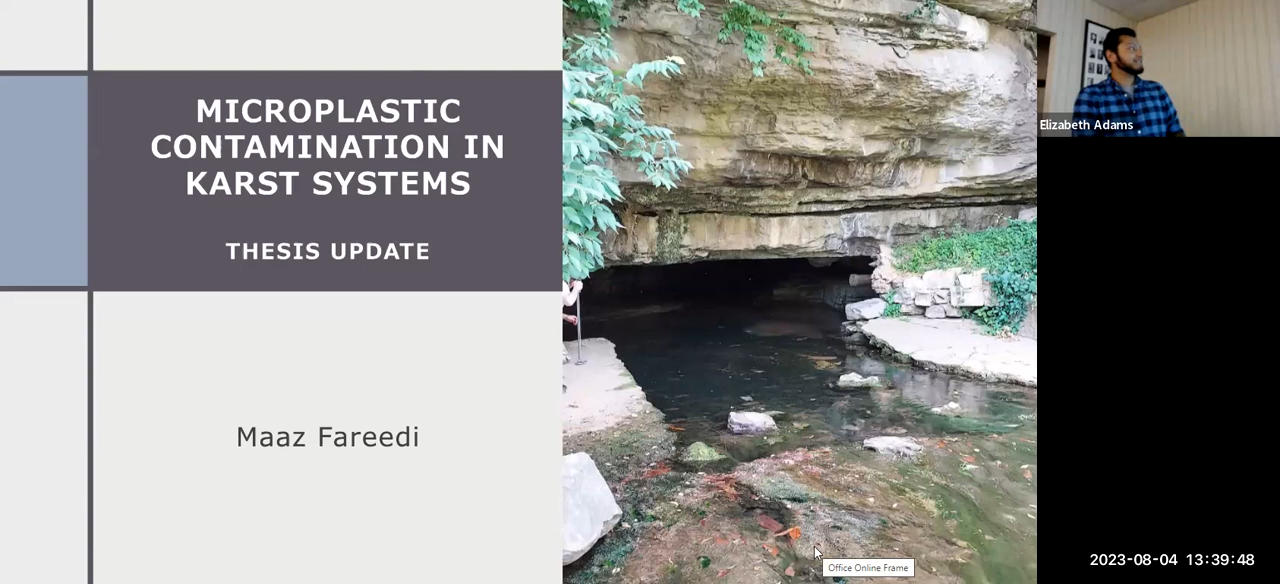 MICROPLASTIC
CONTAMINATION IN
KARST SYSTEMS
THESIS UPDATE
Maaz Fareedi
Elizabeth Adams
Office Online Frame
2023-08-04 13:39:48